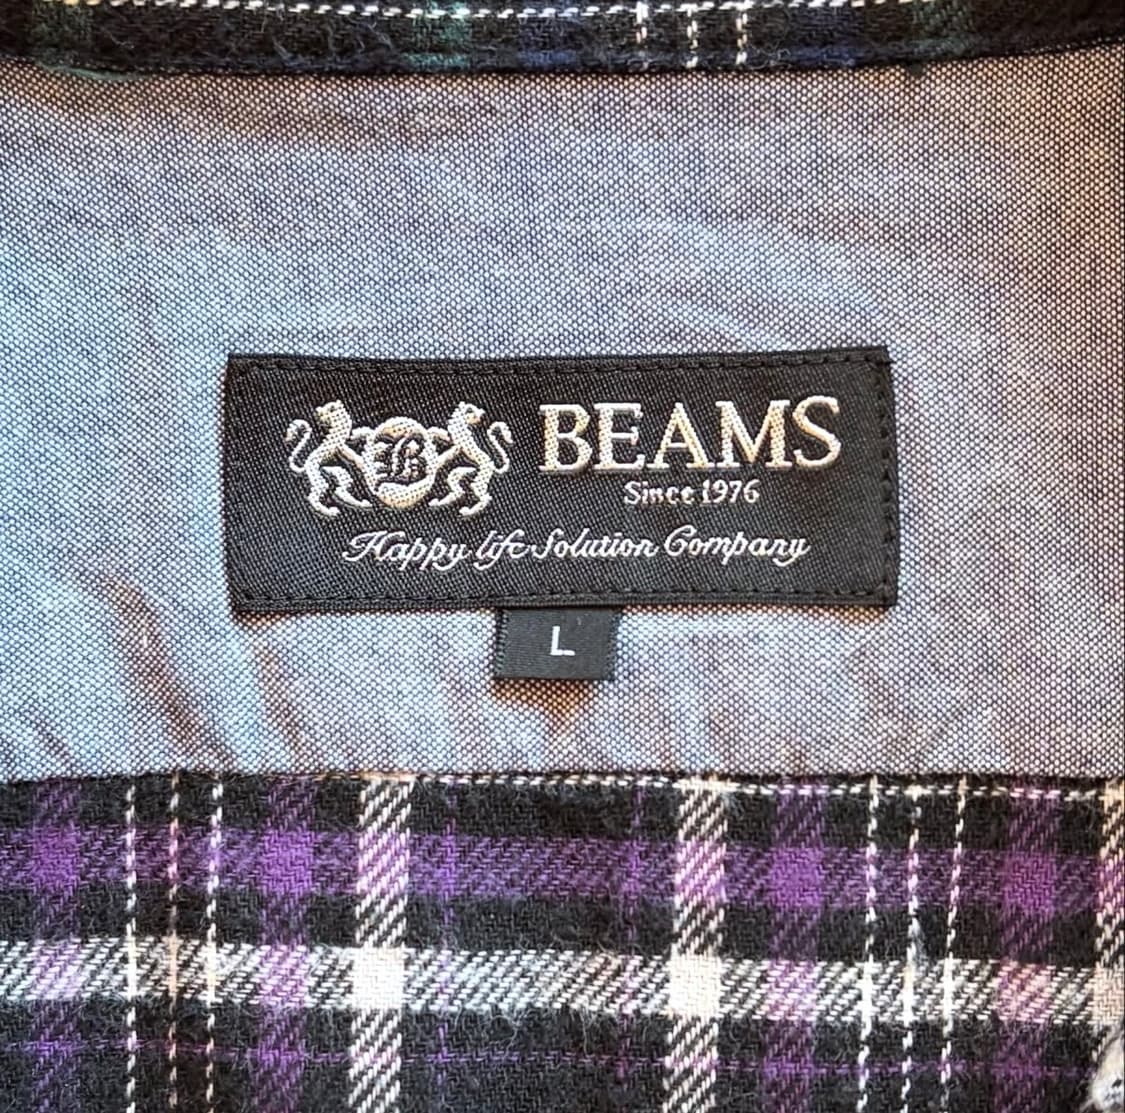 B
BEAMS
Since 1976
Happy life Solution Company
L